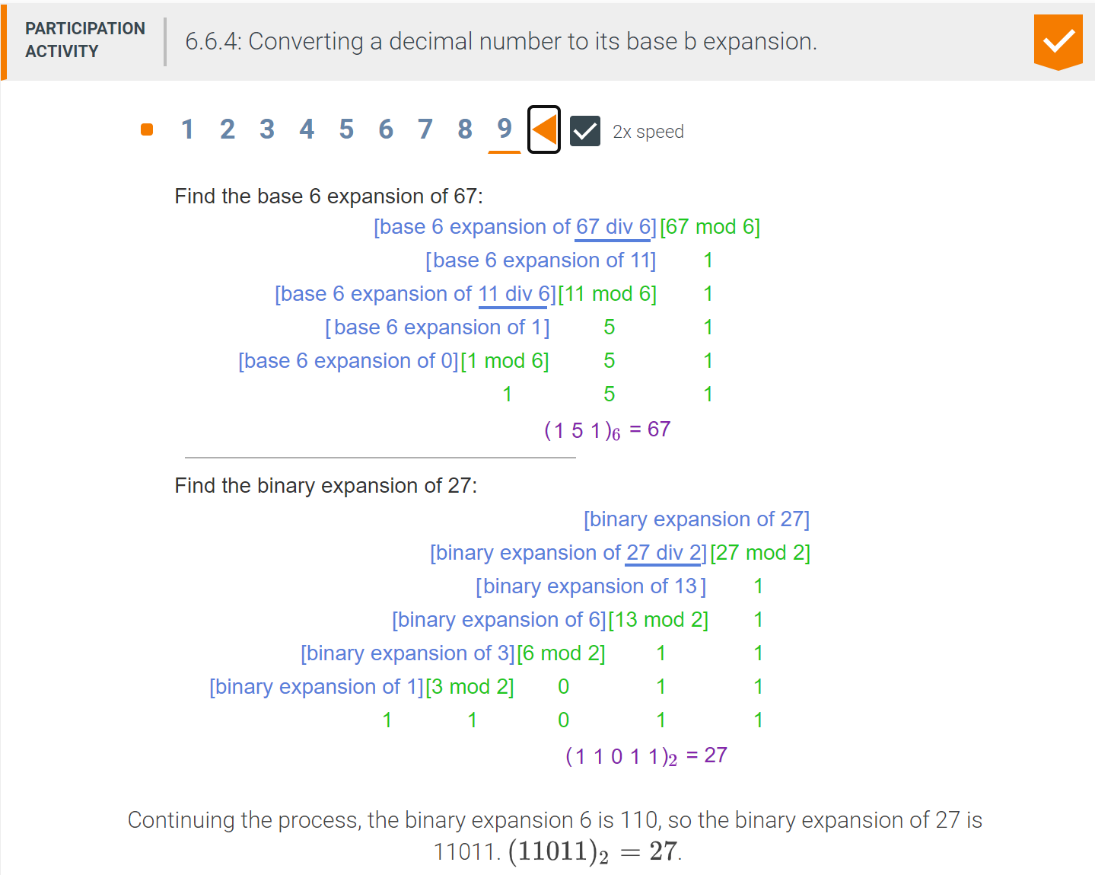 PARTICIPATION
ACTIVITY
6.6.4: Converting a decimal number to its base b expansion.
1 2 3 4 5 6 7 8 9 2x speed
Find the base 6 expansion of 67:
[base 6 expansion of 67 div 6] [67 mod 6]
[base 6 expansion of 11] 1
[base 6 expansion of 11 div 6][11 mod 6] 1
[base 6 expansion of 1] 5 1
[base 6 expansion of 0][1 mod 6] 5 1
1 5 1
(1 5 1)₆ = 67
Find the binary expansion of 27:
[binary expansion of 27]
[binary expansion of 27 div 2] [27 mod 2]
[binary expansion of 13] 1
[binary expansion of 6][13 mod 2] 1
[binary expansion of 3][6 mod 2] 1 1
[binary expansion of 1][3 mod 2] 0 1 1
1 1 0 1 1
(1 1 0 1 1)₂ = 27
Continuing the process, the binary expansion 6 is 110, so the binary expansion of 27 is
11011. (11011)₂ = 27.